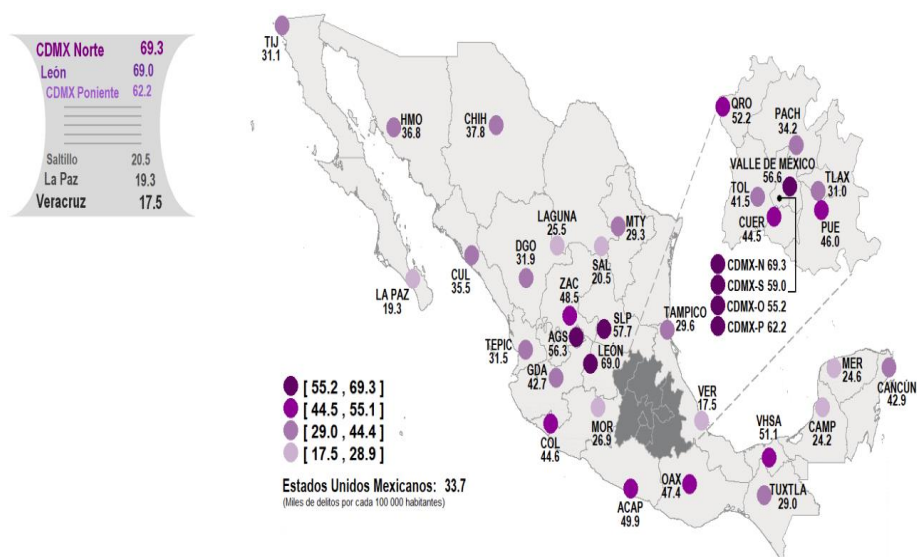 CDMX Norte 69.3
León 69.0
CDMX Poniente 62.2
Saltillo 20.5
La Paz 19.3
Veracruz 17.5
TIJ
31.1
HMO
36.8
CHIH
37.8
LAGUNA
25.5
MTY
29.3
DGO
31.9
SAL
20.5
CUL
35.5
LA PAZ
19.3
ZAC
48.5
SLP
57.7
TAMPICO
29.6
AGS
56.3
TEPIC
31.5
LEÓN
69.0
GDA
42.7
COL
44.6
MOR
26.9
VER
17.5
ACAP
49.9
OAX
47.4
VHSA
51.1
TUXTLA
29.0
CAMP
24.2
MER
24.6
CANCÚN
42.9
QRO
52.2
PACH
34.2
VALLE DE MÉXICO
56.6
TLAX
31.0
TOL
41.5
CUER
44.5
PUE
46.0
CDMX-N 69.3
CDMX-S 59.0
CDMX-O 55.2
CDMX-P 62.2
[ 55.2 , 69.3 ]
[ 44.5 , 55.1 ]
[ 29.0 , 44.4 ]
[ 17.5 , 28.9 ]
Estados Unidos Mexicanos: 33.7
(Miles de delitos por cada 100 000 habitantes)